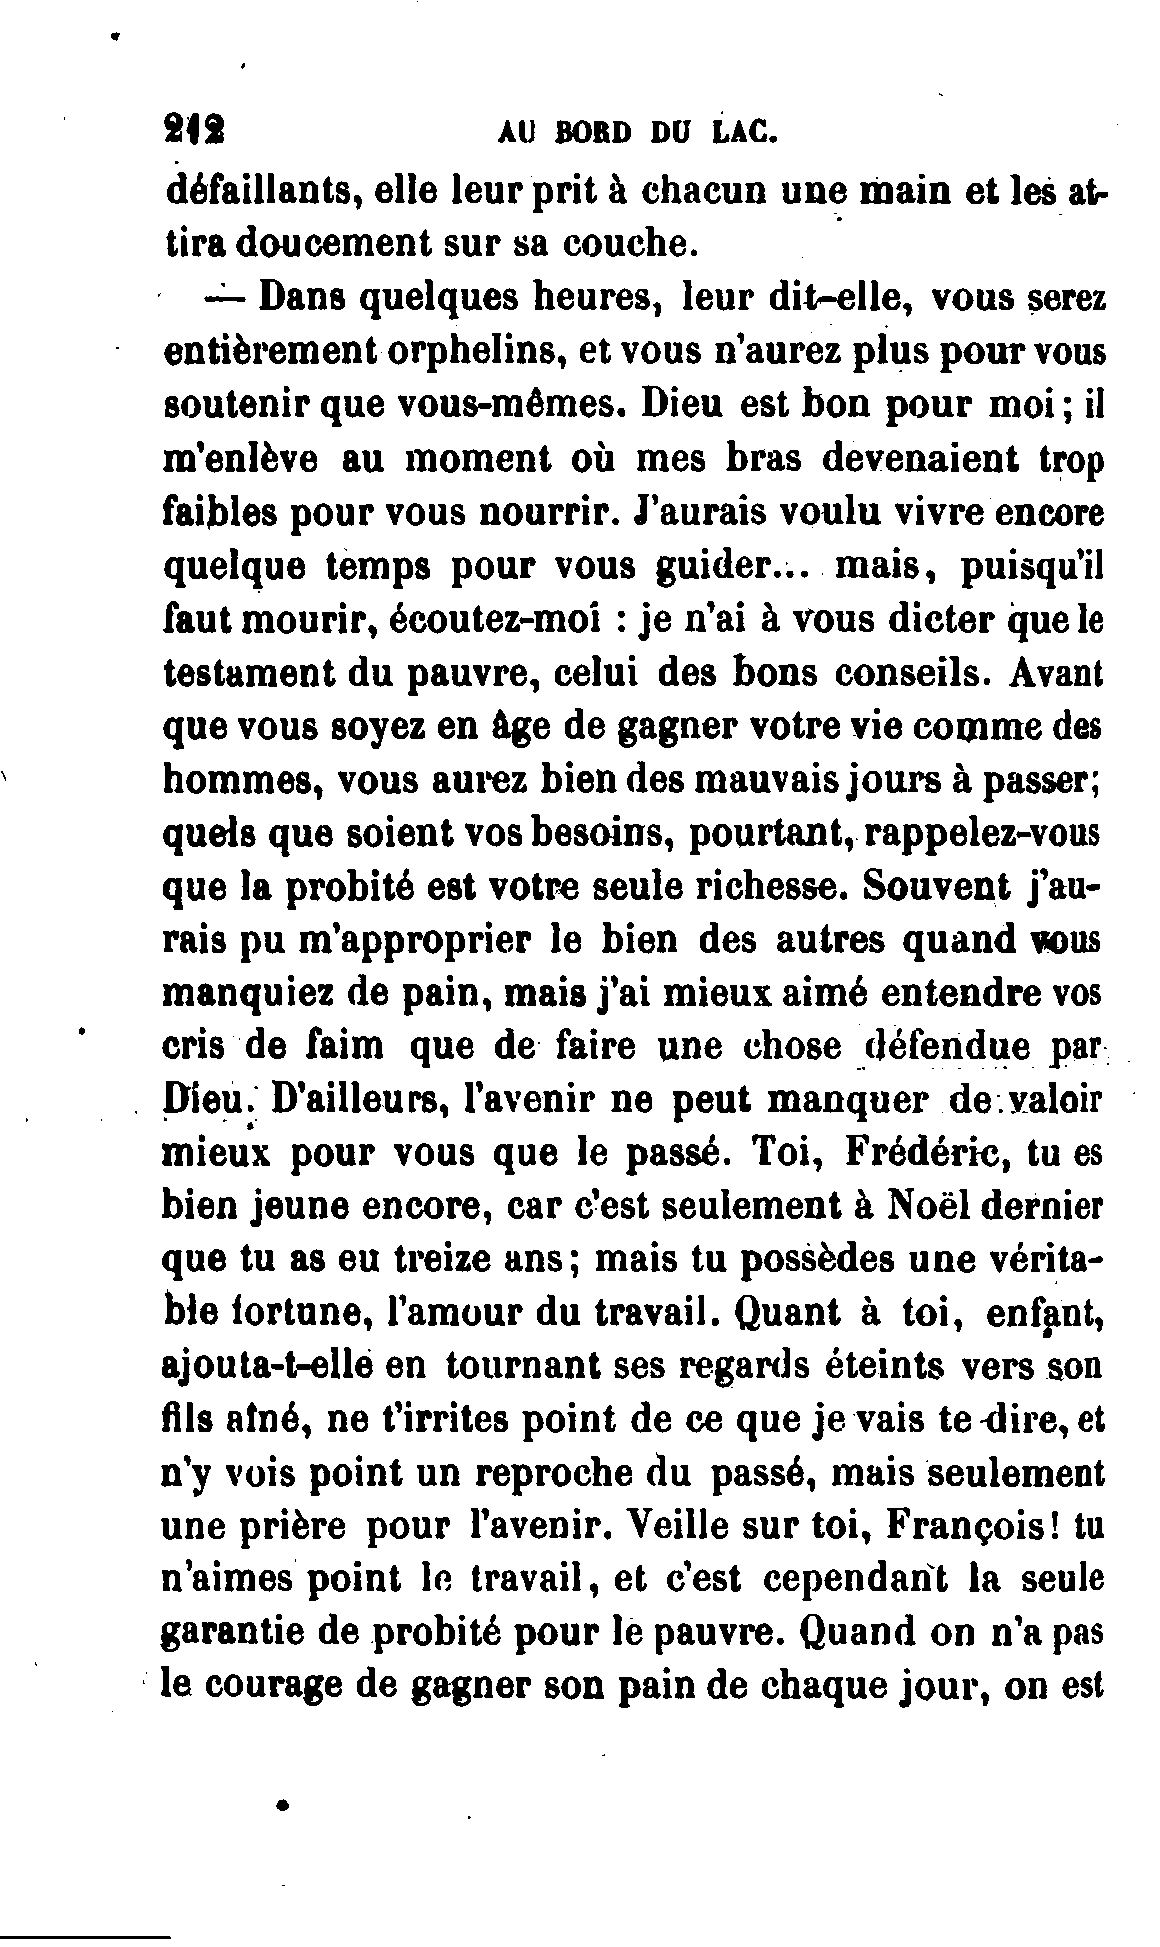 212 AU BORD DU LAC.
défaillants, elle leur prit à chacun une main et les at-
tira doucement sur sa couche.
— Dans quelques heures, leur dit-elle, vous serez
entièrement orphelins, et vous n'aurez plus pour vous
soutenir que vous-mêmes. Dieu est bon pour moi ; il
m'enlève au moment où mes bras devenaient trop
faibles pour vous nourrir. J'aurais voulu vivre encore
quelque temps pour vous guider... mais, puisqu'il
faut mourir, écoutez-moi : je n'ai à vous dicter que le
testament du pauvre, celui des bons conseils. Avant
que vous soyez en âge de gagner votre vie comme des
hommes, vous aurez bien des mauvais jours à passer;
quels que soient vos besoins, pourtant, rappelez-vous
que la probité est votre seule richesse. Souvent j'au-
rais pu m'approprier le bien des autres quand vous
manquiez de pain, mais j'ai mieux aimé entendre vos
cris de faim que de faire une chose défendue par
Dieu. D'ailleurs, l'avenir ne peut manquer de valoir
mieux pour vous que le passé. Toi, Frédéric, tu es
bien jeune encore, car c'est seulement à Noël dernier
que tu as eu treize ans; mais tu possèdes une vérita-
ble fortune, l'amour du travail. Quant à toi, enfant,
ajouta-t-elle en tournant ses regards éteints vers son
fils aîné, ne t'irrites point de ce que je vais te dire, et
n'y vois point un reproche du passé, mais seulement
une prière pour l'avenir. Veille sur toi, François! tu
n'aimes point le travail, et c'est cependant la seule
garantie de probité pour le pauvre. Quand on n'a pas
le courage de gagner son pain de chaque jour, on est